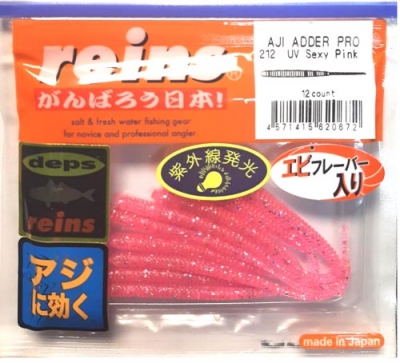 reins®
がんばろう日本!
salt & fresh water fishing gear
for novice and professional angler
AJI ADDER PRO
212 UV Sexy Pink
12 count
4 571415 620672
deps
reins
紫外線発光
エビフレーバー
入り
アジ
に効く
made in Japan